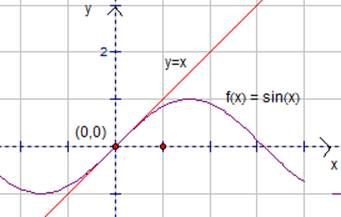 y
2
y=x
f(x) = sin(x)
(0,0)
x